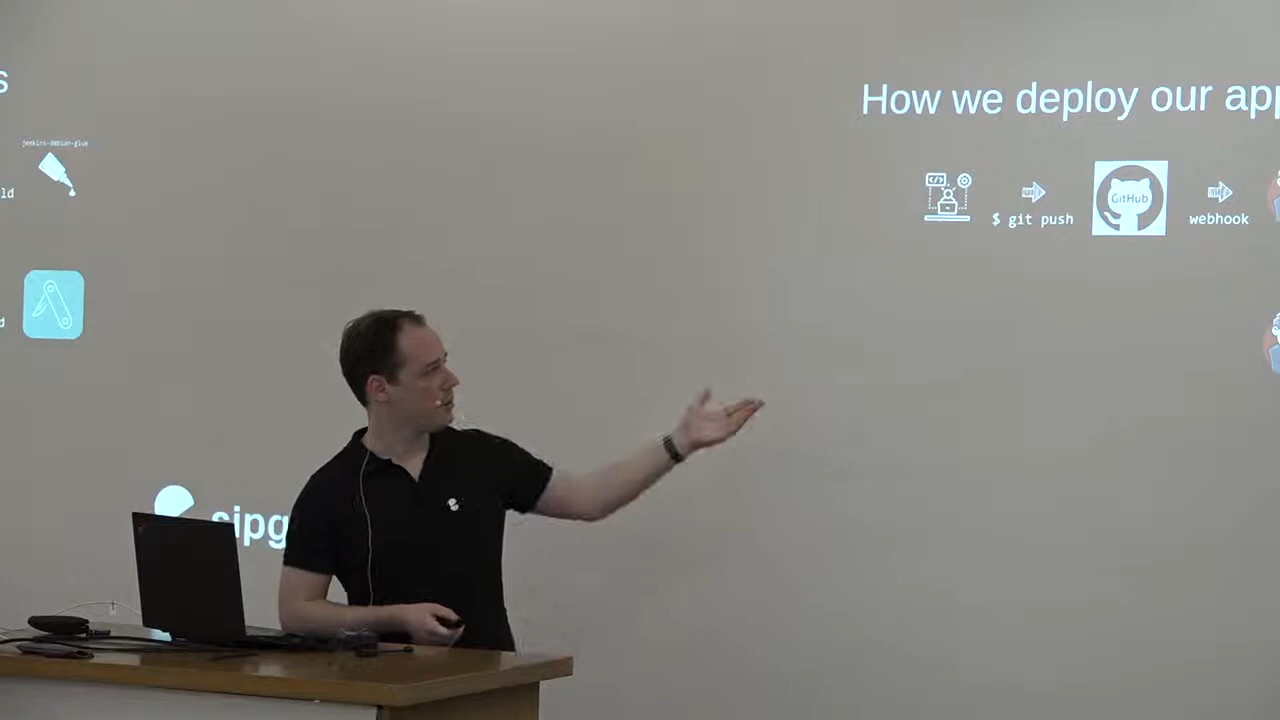 s
jenkins-debian-glue
ld
d
sipg
How we deploy our app
$ git push
GitHub
webhook